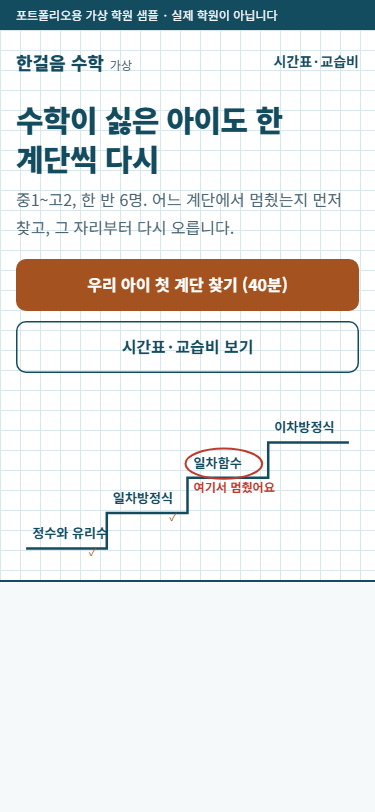 포트폴리오용 가상 학원 샘플 · 실제 학원이 아닙니다
한걸음 수학 가상
시간표·교습비
수학이 싫은 아이도 한
계단씩 다시
중1~고2, 한 반 6명. 어느 계단에서 멈췄는지 먼저
찾고, 그 자리부터 다시 오릅니다.
우리 아이 첫 계단 찾기 (40분)
시간표·교습비 보기
이차방정식
일차함수
여기서 멈췄어요
일차방정식
✓
정수와 유리수
✓